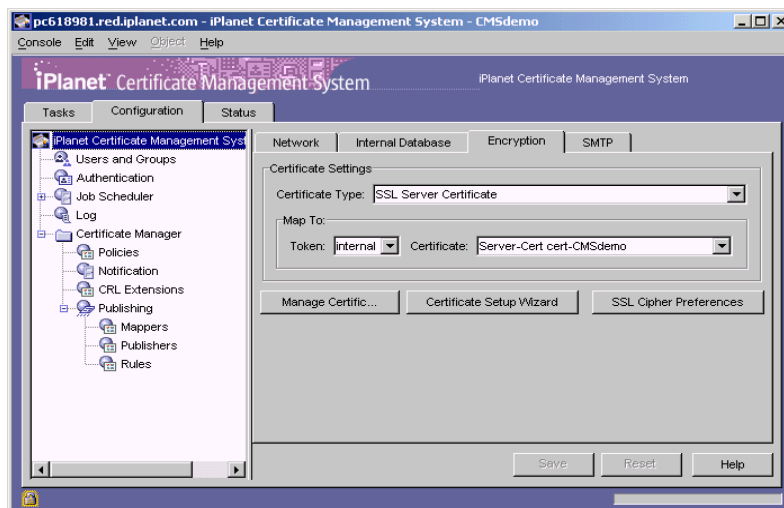 pc618981.red.iplanet.com - iPlanet Certificate Management System - CMSdemo
Console Edit View Object Help
iPlanet Certificate Management System
iPlanet Certificate Management System
Tasks Configuration Status
iPlanet Certificate Management Syst
Users and Groups
Authentication
Job Scheduler
Log
Certificate Manager
Policies
Notification
CRL Extensions
Publishing
Mappers
Publishers
Rules
Network Internal Database Encryption SMTP
Certificate Settings
Certificate Type: SSL Server Certificate
Map To:
Token: internal Certificate: Server-Cert cert-CMSdemo
Manage Certific... Certificate Setup Wizard SSL Cipher Preferences
Save Reset Help